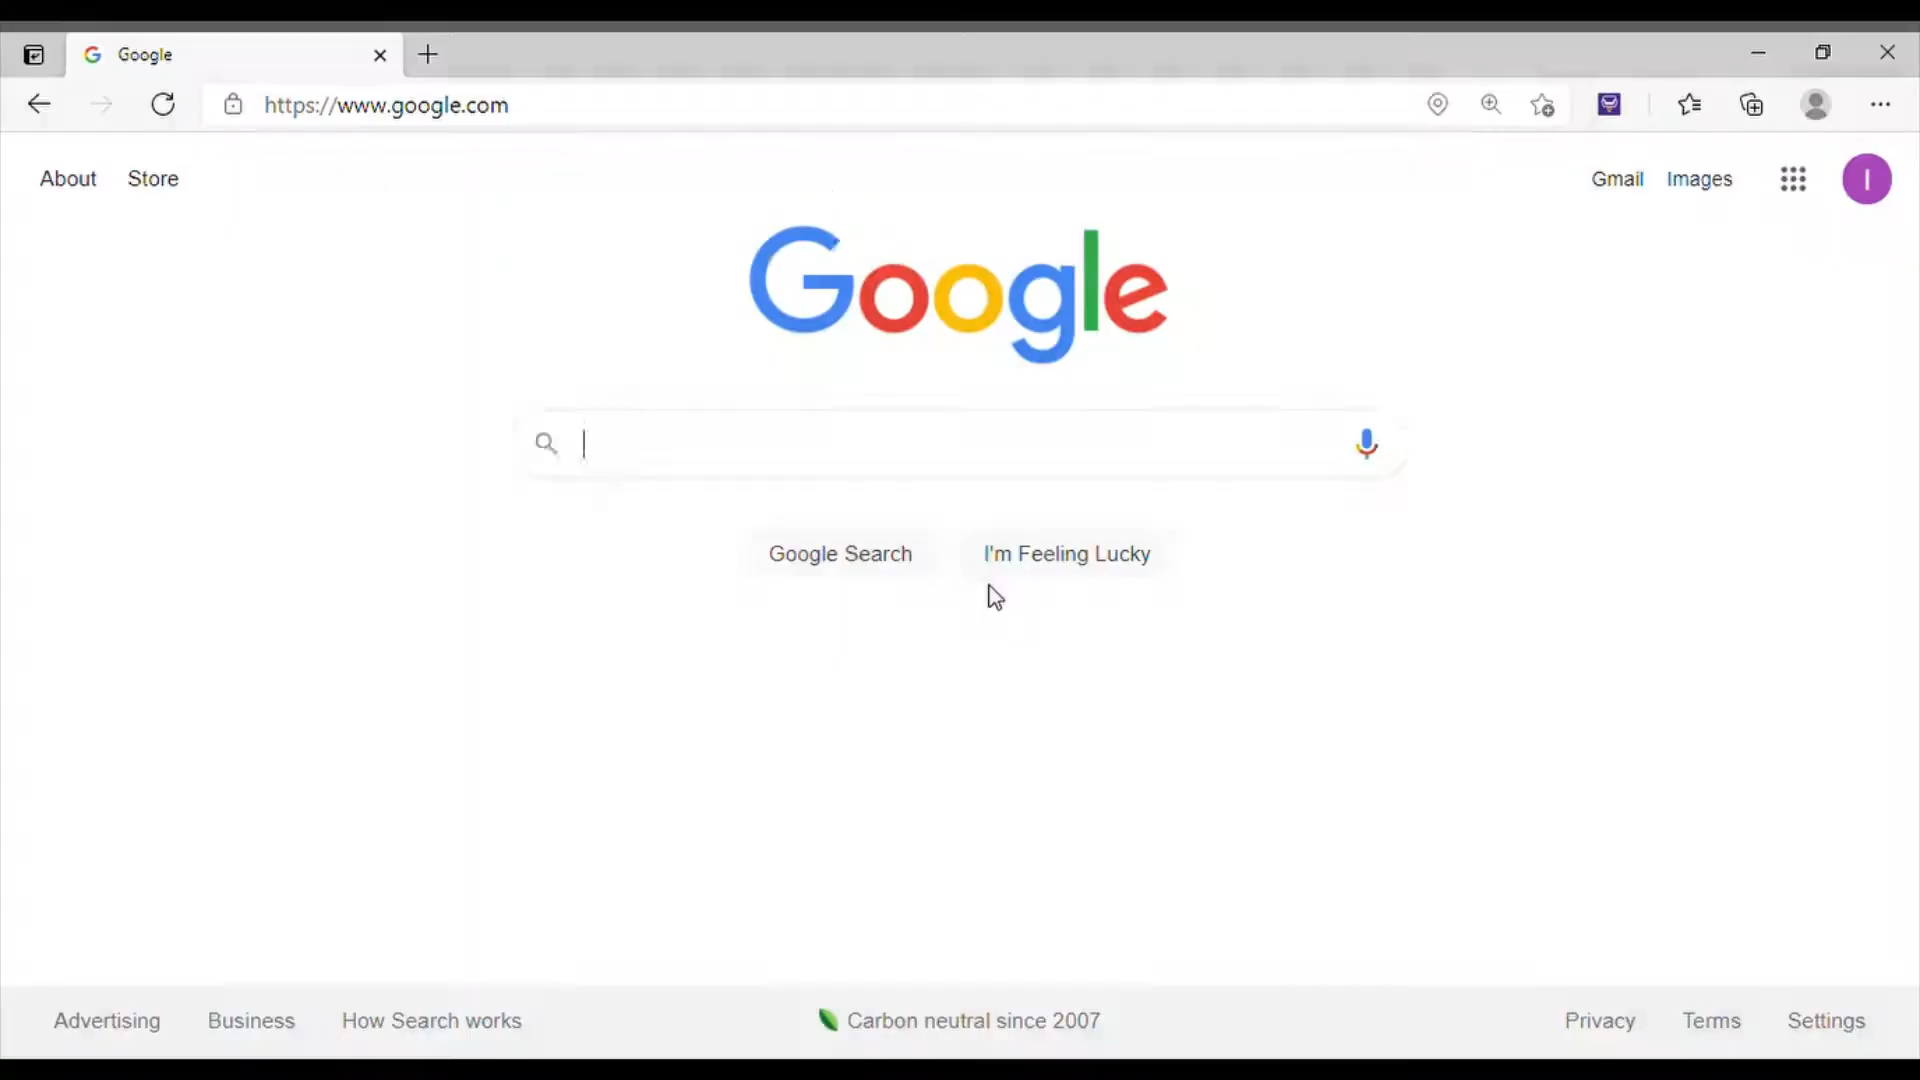 Google
https://www.google.com
About Store
Gmail Images
I
Google
Google Search I'm Feeling Lucky
Advertising Business How Search works
Carbon neutral since 2007
Privacy Terms Settings